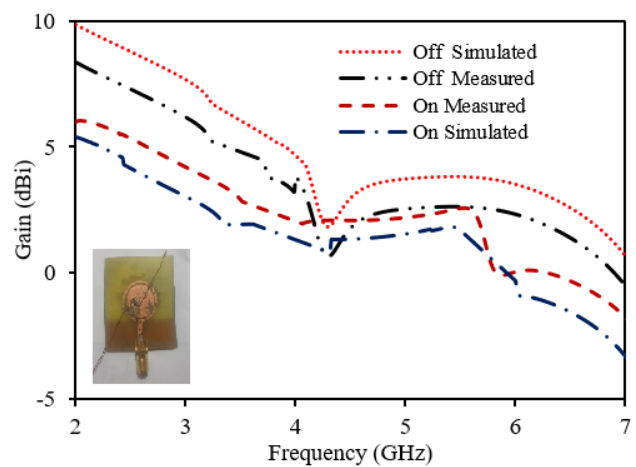 10
5
0
-5
Gain (dBi)
Off Simulated
Off Measured
On Measured
On Simulated
2 3 4 5 6 7
Frequency (GHz)